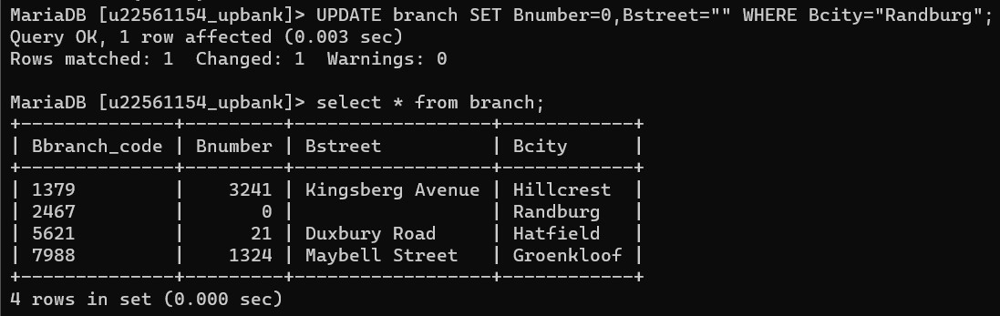 MariaDB [u22561154_upbank]> UPDATE branch SET Bnumber=0,Bstreet="" WHERE Bcity="Randburg";
Query OK, 1 row affected (0.003 sec)
Rows matched: 1  Changed: 1  Warnings: 0

MariaDB [u22561154_upbank]> select * from branch;
+--------------+---------+------------------+------------+
| Bbranch_code | Bnumber | Bstreet          | Bcity      |
+--------------+---------+------------------+------------+
| 1379         |    3241 | Kingsberg Avenue | Hillcrest  |
| 2467         |       0 |                  | Randburg   |
| 5621         |      21 | Duxbury Road     | Hatfield   |
| 7988         |    1324 | Maybell Street   | Groenkloof |
+--------------+---------+------------------+------------+
4 rows in set (0.000 sec)